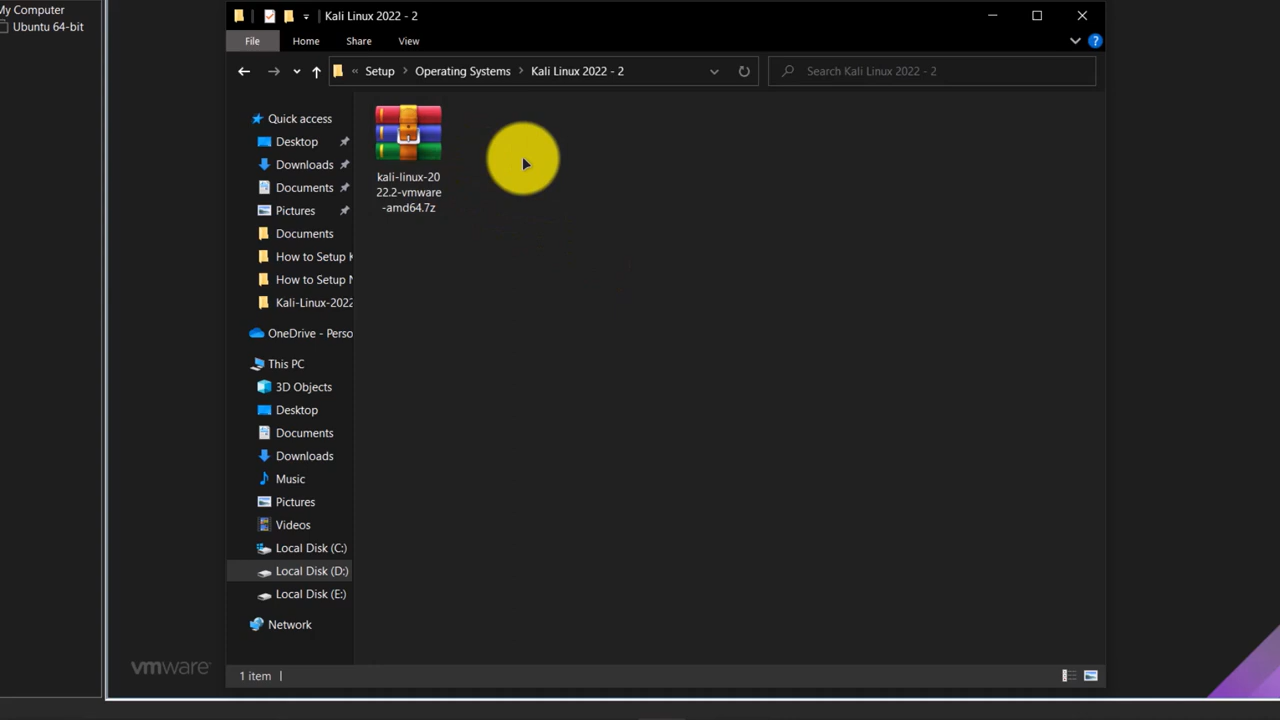 My Computer
Ubuntu 64-bit
Kali Linux 2022 - 2
File
Home
Share
View
Setup
Operating Systems
Kali Linux 2022 - 2
Search Kali Linux 2022 - 2
Quick access
Desktop
Downloads
Documents
Pictures
Documents
How to Setup K
How to Setup N
Kali-Linux-2022
OneDrive - Perso
This PC
3D Objects
Desktop
Documents
Downloads
Music
Pictures
Videos
Local Disk (C:)
Local Disk (D:)
Local Disk (E:)
Network
kali-linux-20
22.2-vmware
-amd64.7z
vmware
1 item